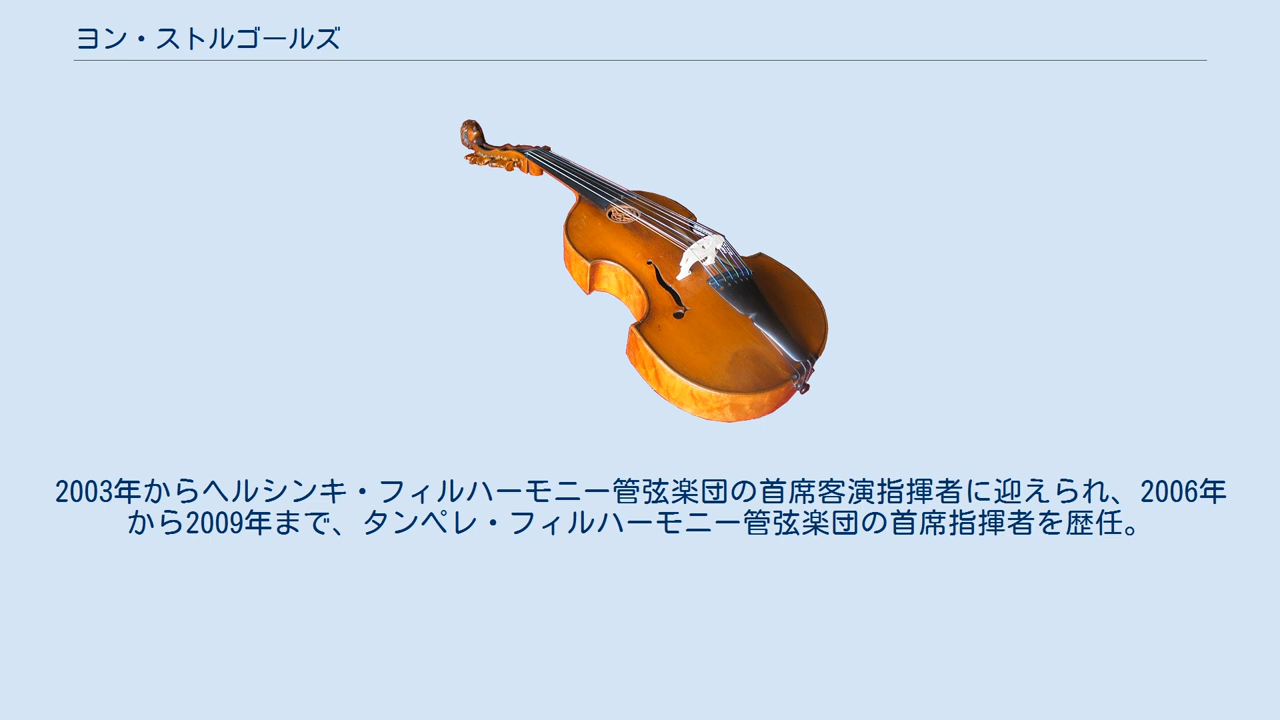 ヨン・ストルゴールズ
2003年からヘルシンキ・フィルハーモニー管弦楽団の首席客演指揮者に迎えられ、2006年
から2009年まで、タンペレ・フィルハーモニー管弦楽団の首席指揮者を歴任。